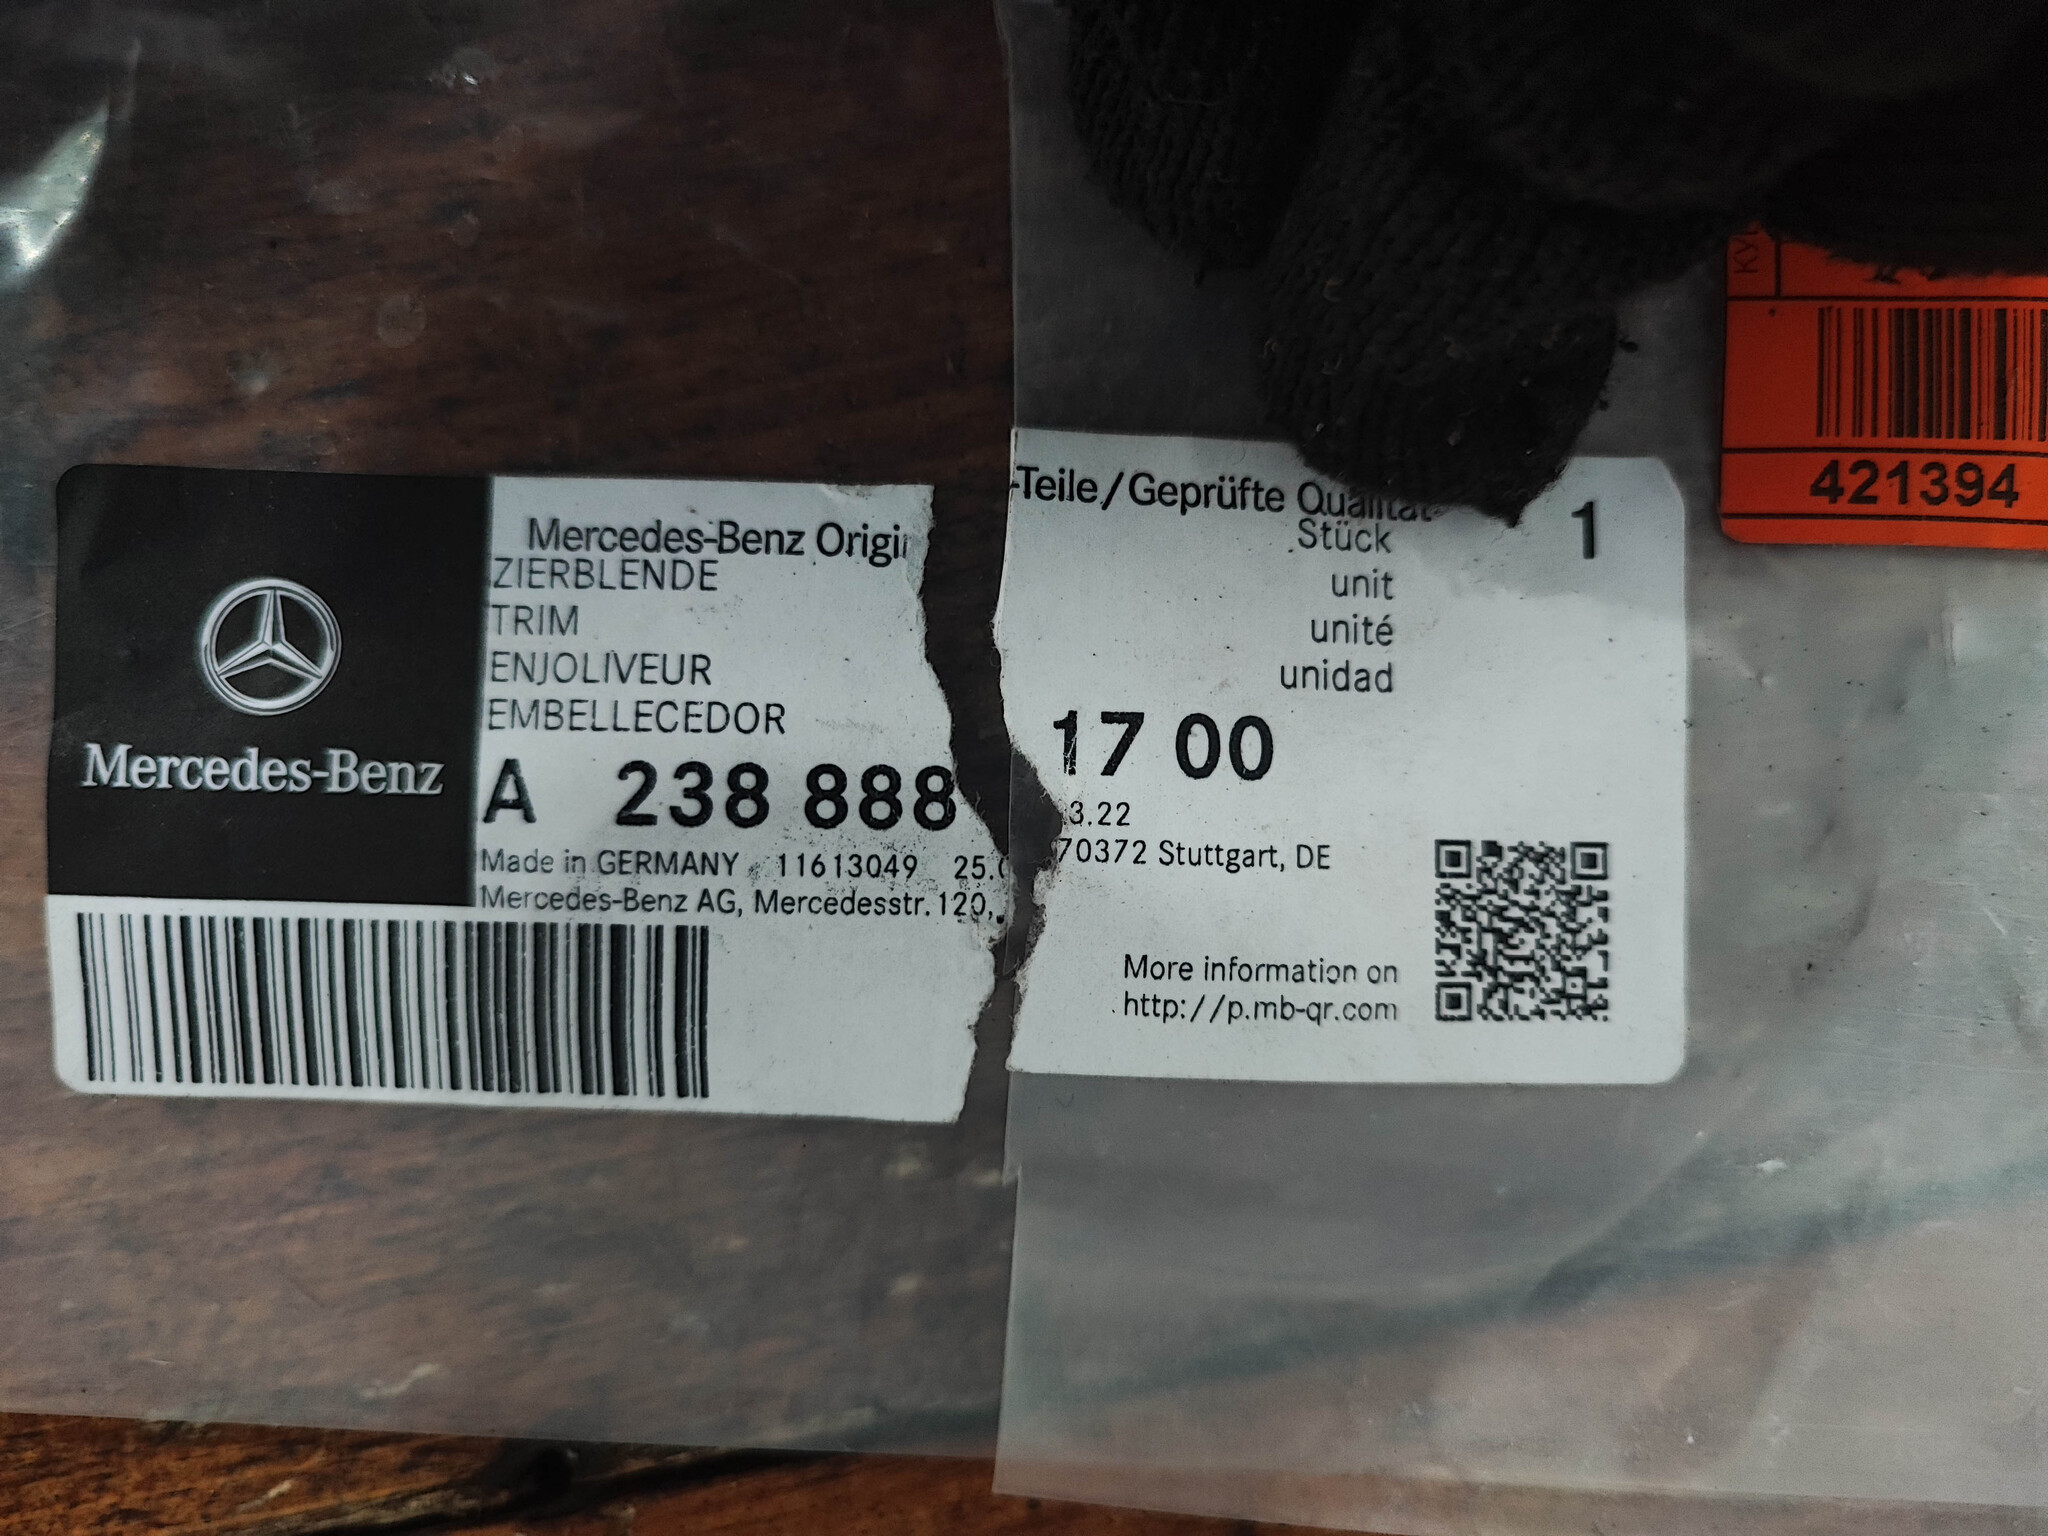 Mercedes-Benz
Mercedes-Benz Origi
-Teile/Geprüfte Qualität
ZIERBLENDE
TRIM
ENJOLIVEUR
EMBELLECEDOR
Stück 1
unit
unité
unidad
A 238 888 17 00
Made in GERMANY 11613049 25. 3.22
Mercedes-Benz AG, Mercedesstr. 120, 70372 Stuttgart, DE
More information on
http://p.mb-qr.com
421394